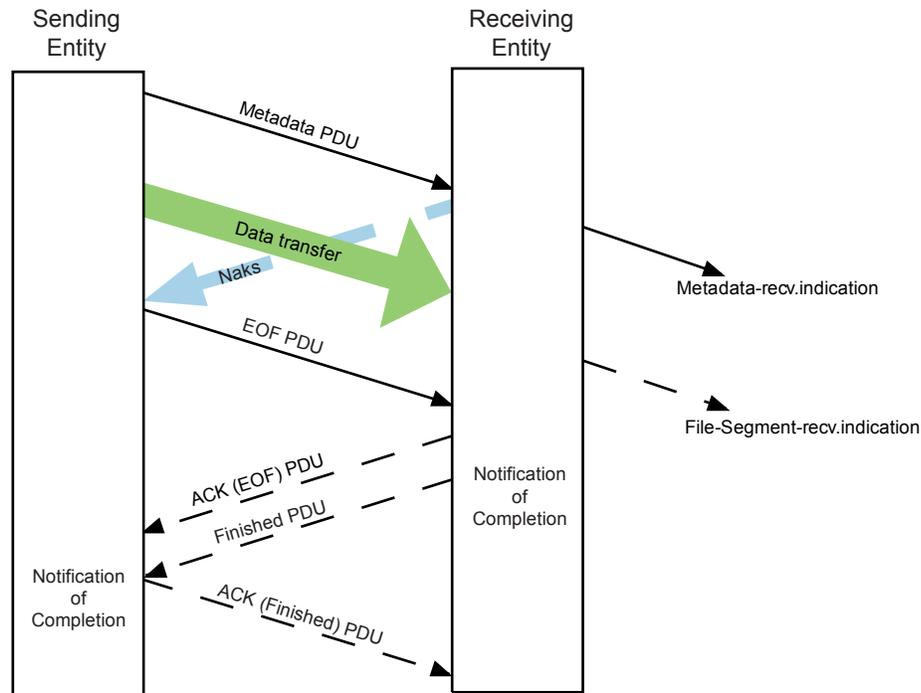 Sending
Entity
Receiving
Entity
Metadata PDU
Data transfer
Naks
Metadata-recv.indication
EOF PDU
File-Segment-recv.indication
ACK (EOF) PDU
Finished PDU
Notification
of
Completion
Notification
of
Completion
ACK (Finished) PDU